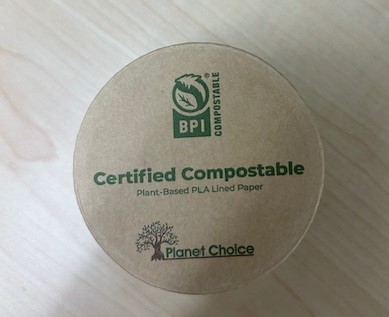 BPI®
COMPOSTABLE
Certified Compostable
Plant-Based PLA Lined Paper
Planet Choice